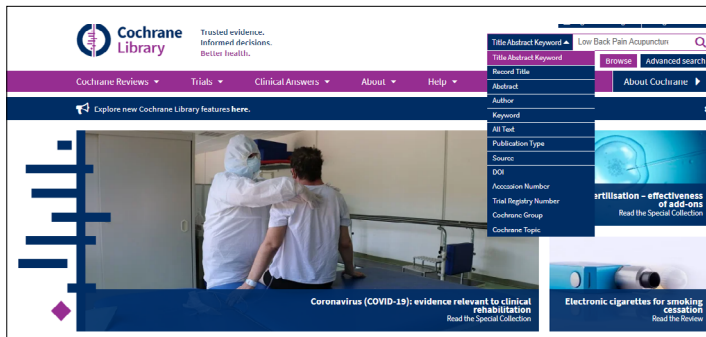 Cochrane
Library
Trusted evidence.
Informed decisions.
Better health.
Title Abstract Keyword
Low Back Pain Acupuncture
Title Abstract Keyword
Record Title
Abstract
Author
Keyword
All Text
Publication Type
Source
DOI
Accession Number
Trial Registry Number
Cochrane Group
Cochrane Topic
Browse
Advanced search
Cochrane Reviews
Trials
Clinical Answers
About
Help
About Cochrane
Explore new Cochrane Library features here.
Coronavirus (COVID-19): evidence relevant to clinical
rehabilitation
Read the Special Collection
ertilisation – effectiveness
of add-ons
Read the Special Collection
Electronic cigarettes for smoking
cessation
Read the Review